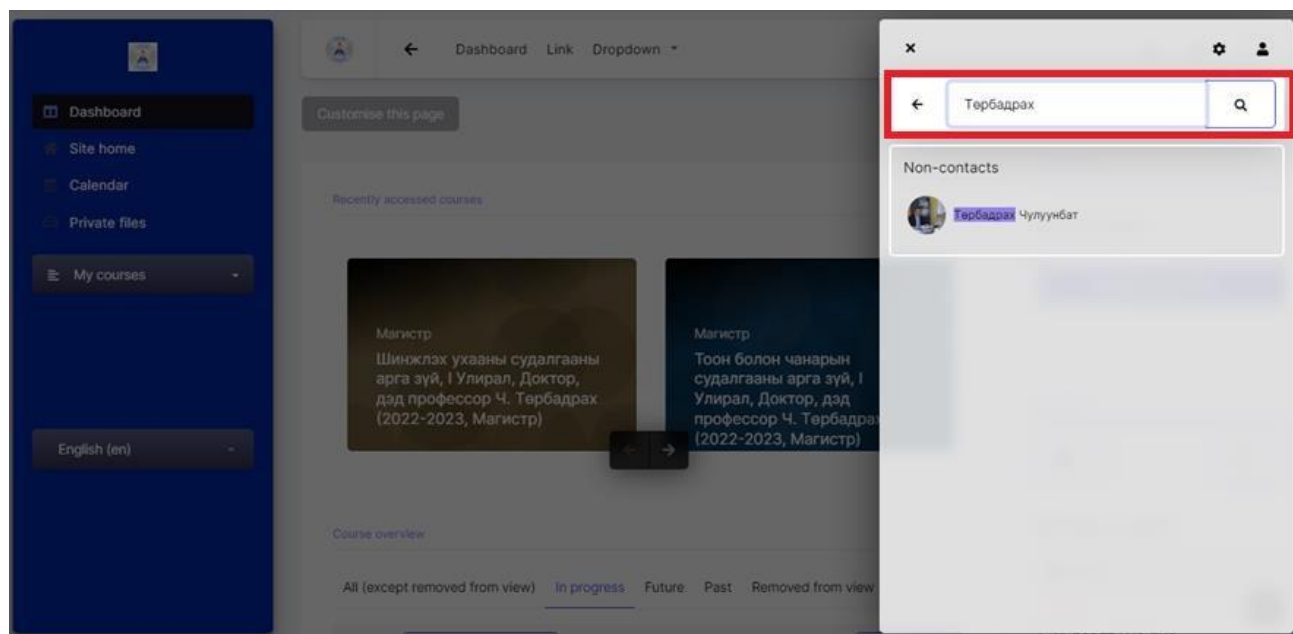 Dashboard
Site home
Calendar
Private files
My courses
English (en)
Dashboard Link Dropdown
Customise this page
Recently accessed courses
Магистр
Шинжлэх ухааны судалгааны
арга зүй, I Улирал, Доктор,
дэд профессор Ч. Төрбадрах
(2022-2023, Магистр)
Магистр
Тоон болон чанарын
судалгааны арга зүй, I
Улирал, Доктор, дэд
профессор Ч. Төрбадрах
(2022-2023, Магистр)
Course overview
All (except removed from view) In progress Future Past Removed from view
Төрбадрах
Non-contacts
Төрбадрах Чулуунбат